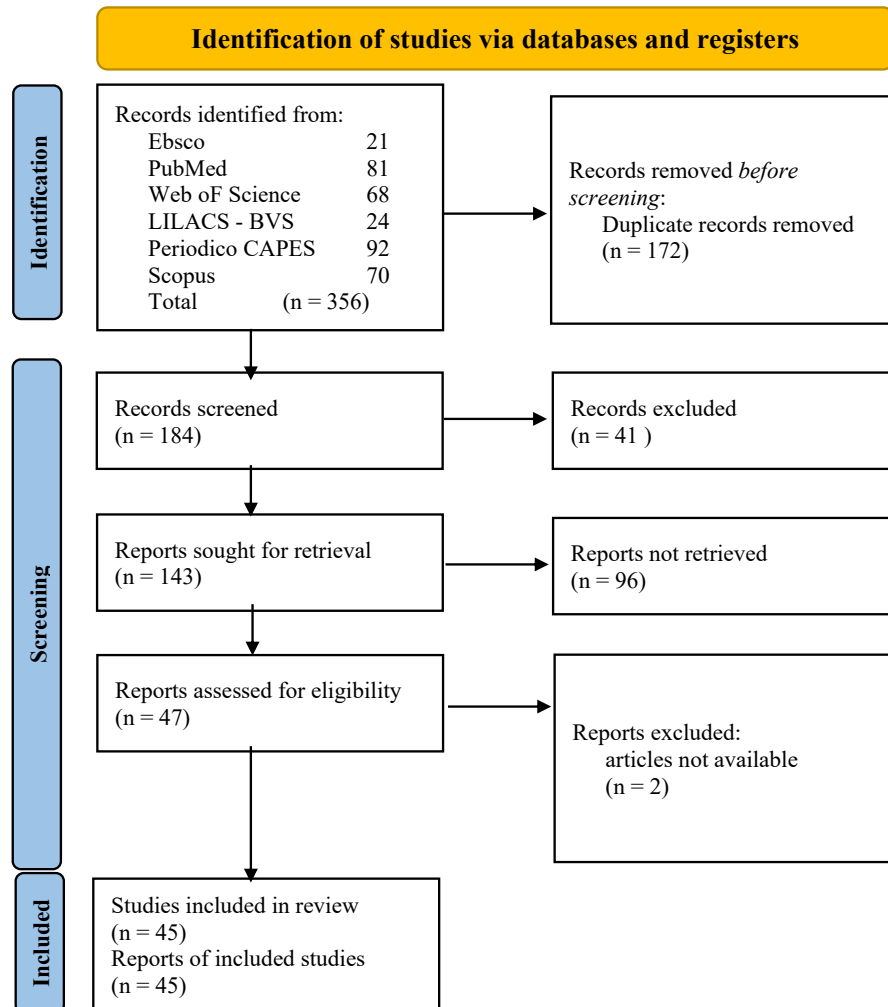 Identification of studies via databases and registers
Identification
Records identified from:
Ebsco 21
PubMed 81
Web oF Science 68
LILACS - BVS 24
Periodico CAPES 92
Scopus 70
Total (n = 356)
Records removed before
screening:
Duplicate records removed
(n = 172)
Screening
Records screened
(n = 184)
Records excluded
(n = 41 )
Reports sought for retrieval
(n = 143)
Reports not retrieved
(n = 96)
Reports assessed for eligibility
(n = 47)
Reports excluded:
articles not available
(n = 2)
Included
Studies included in review
(n = 45)
Reports of included studies
(n = 45)